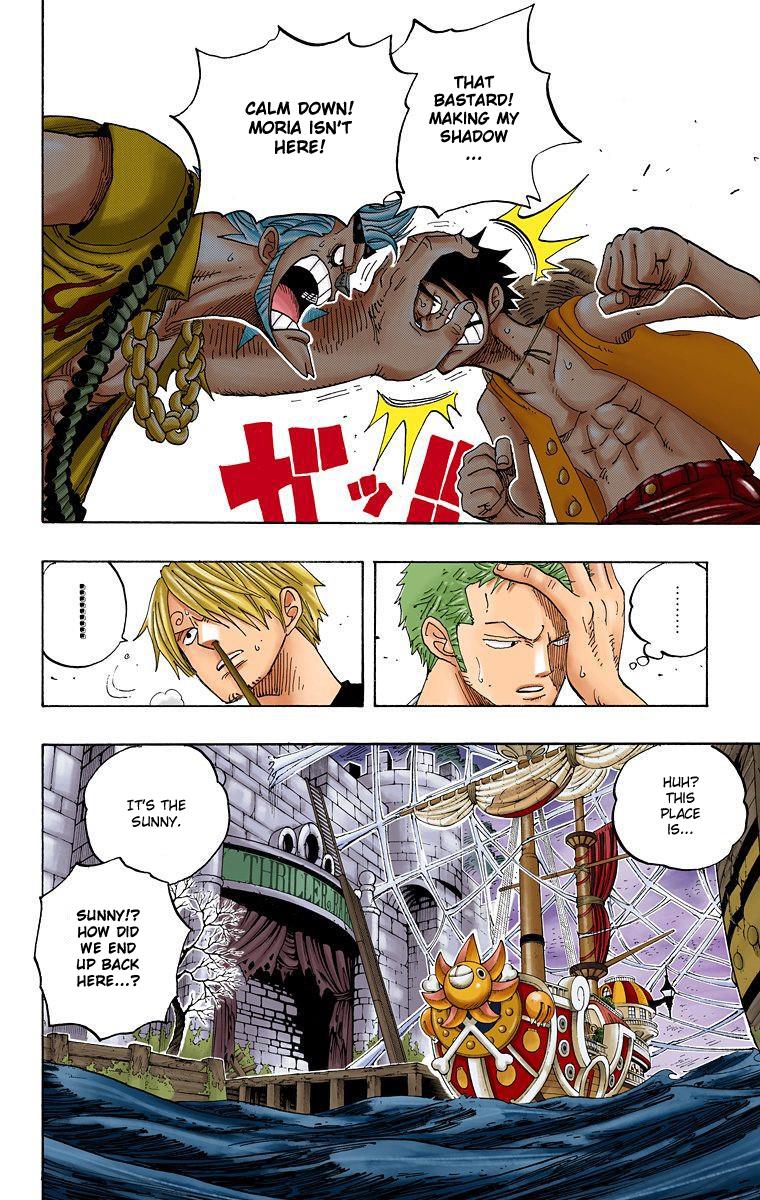 THAT
BASTARD!
MAKING MY
SHADOW
...
CALM DOWN!
MORIA ISN'T
HERE!
ガッ!!
.........
!!!!!!!!!
HUH?
THIS
PLACE
IS...
IT'S THE
SUNNY.
SUNNY!?
HOW DID
WE END
UP BACK
HERE...?
THRILLER